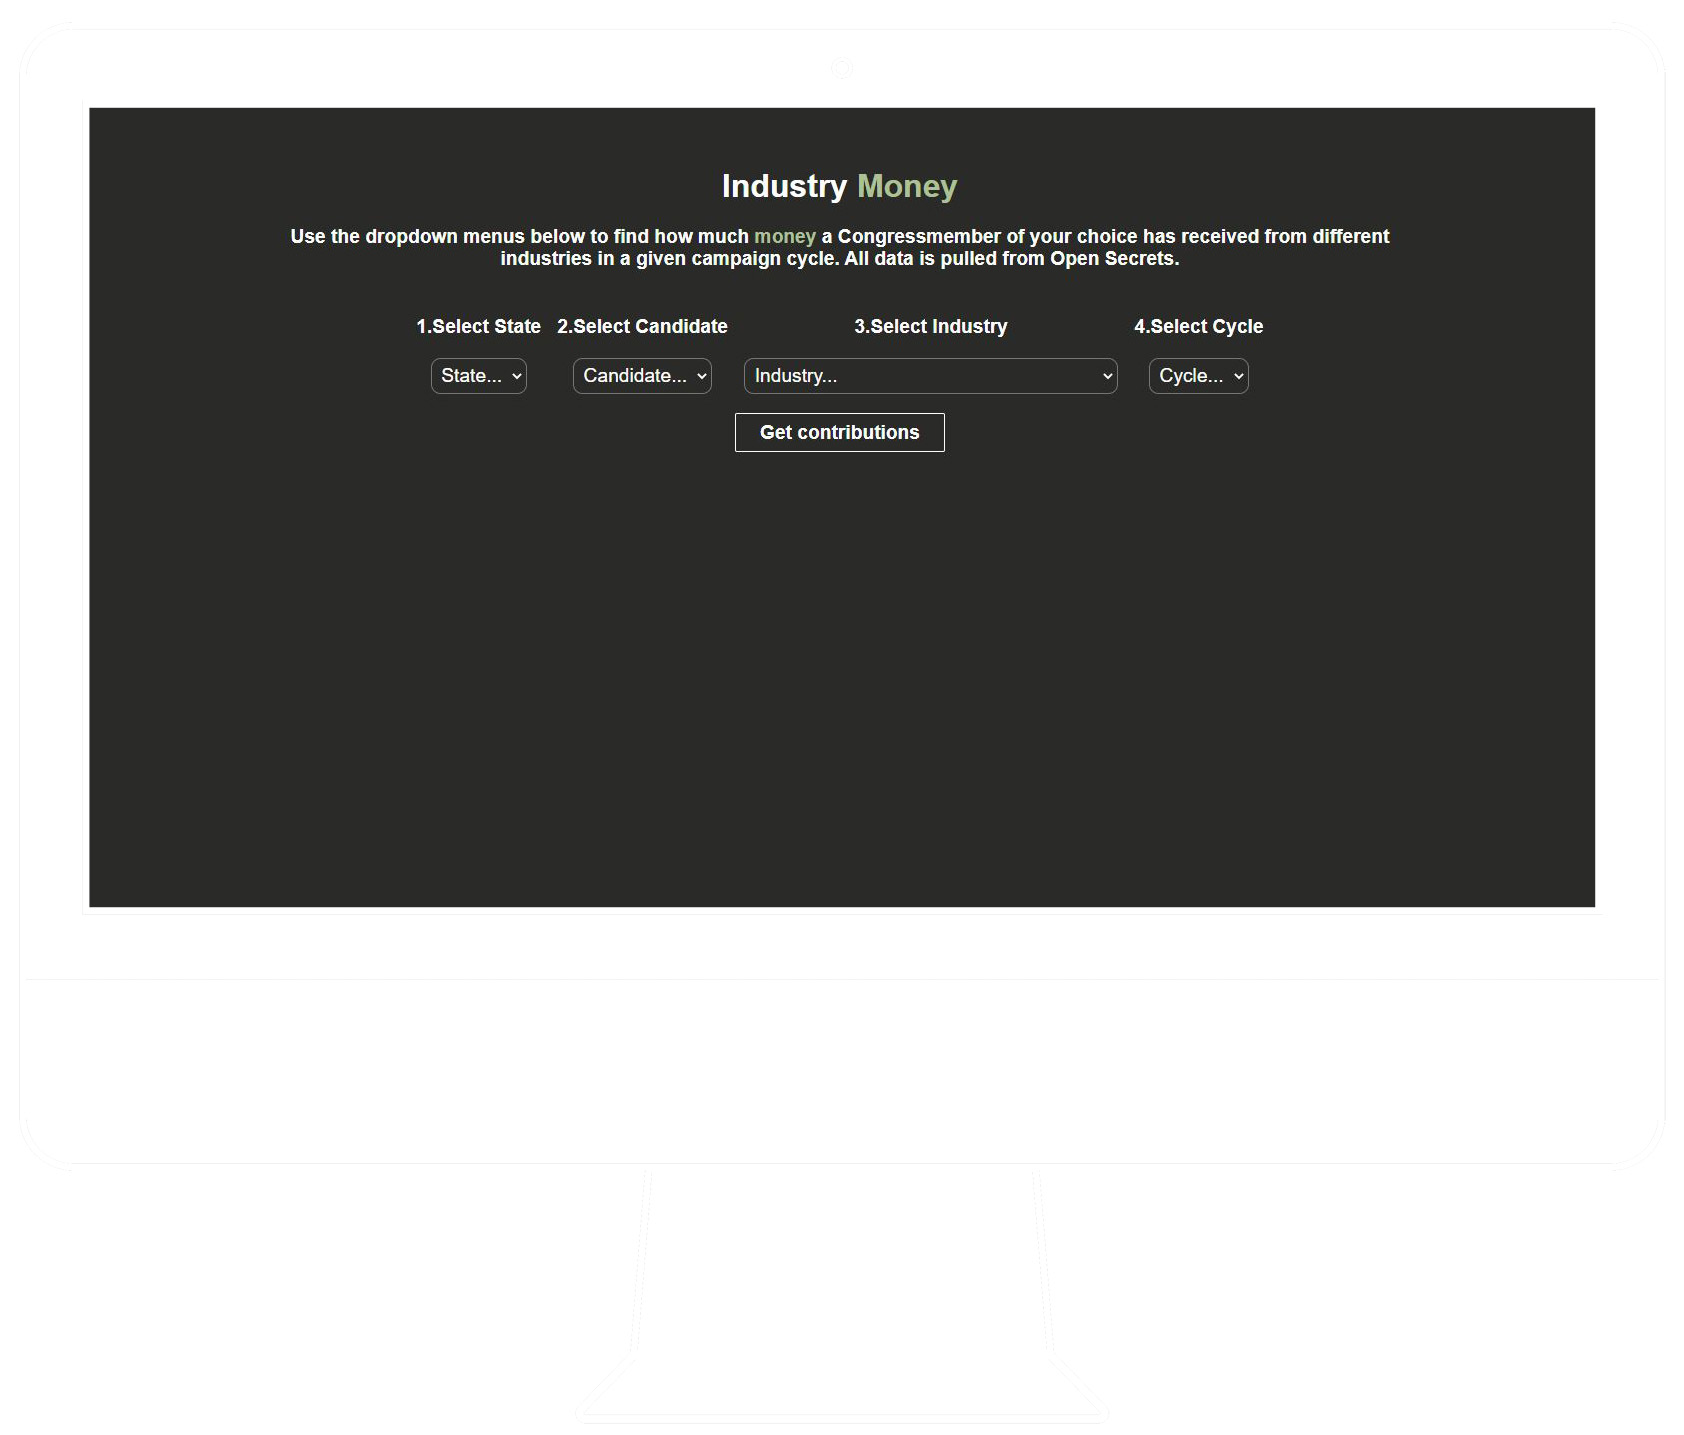 Industry Money
Use the dropdown menus below to find how much money a Congressmember of your choice has received from different
industries in a given campaign cycle. All data is pulled from Open Secrets.
1.Select State 2.Select Candidate 3.Select Industry 4.Select Cycle
State... Candidate... Industry... Cycle...
Get contributions